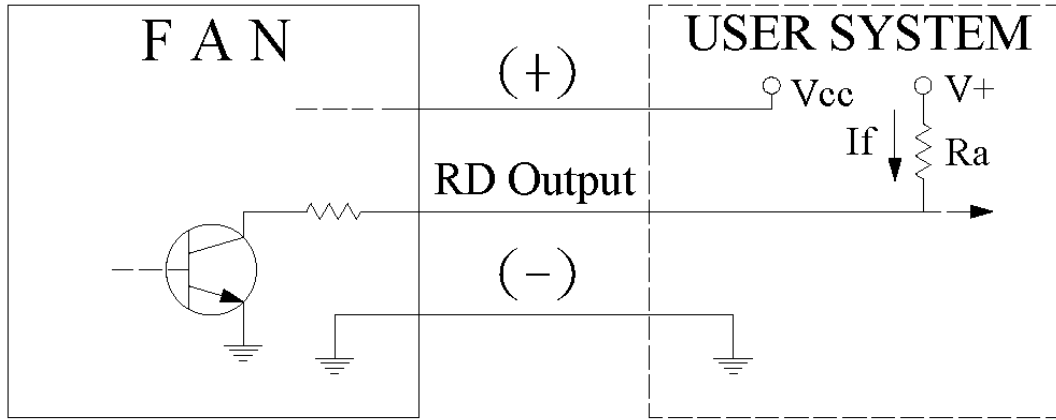 F A N
USER SYSTEM
(+)
Vcc
V+
If
Ra
RD Output
(−)